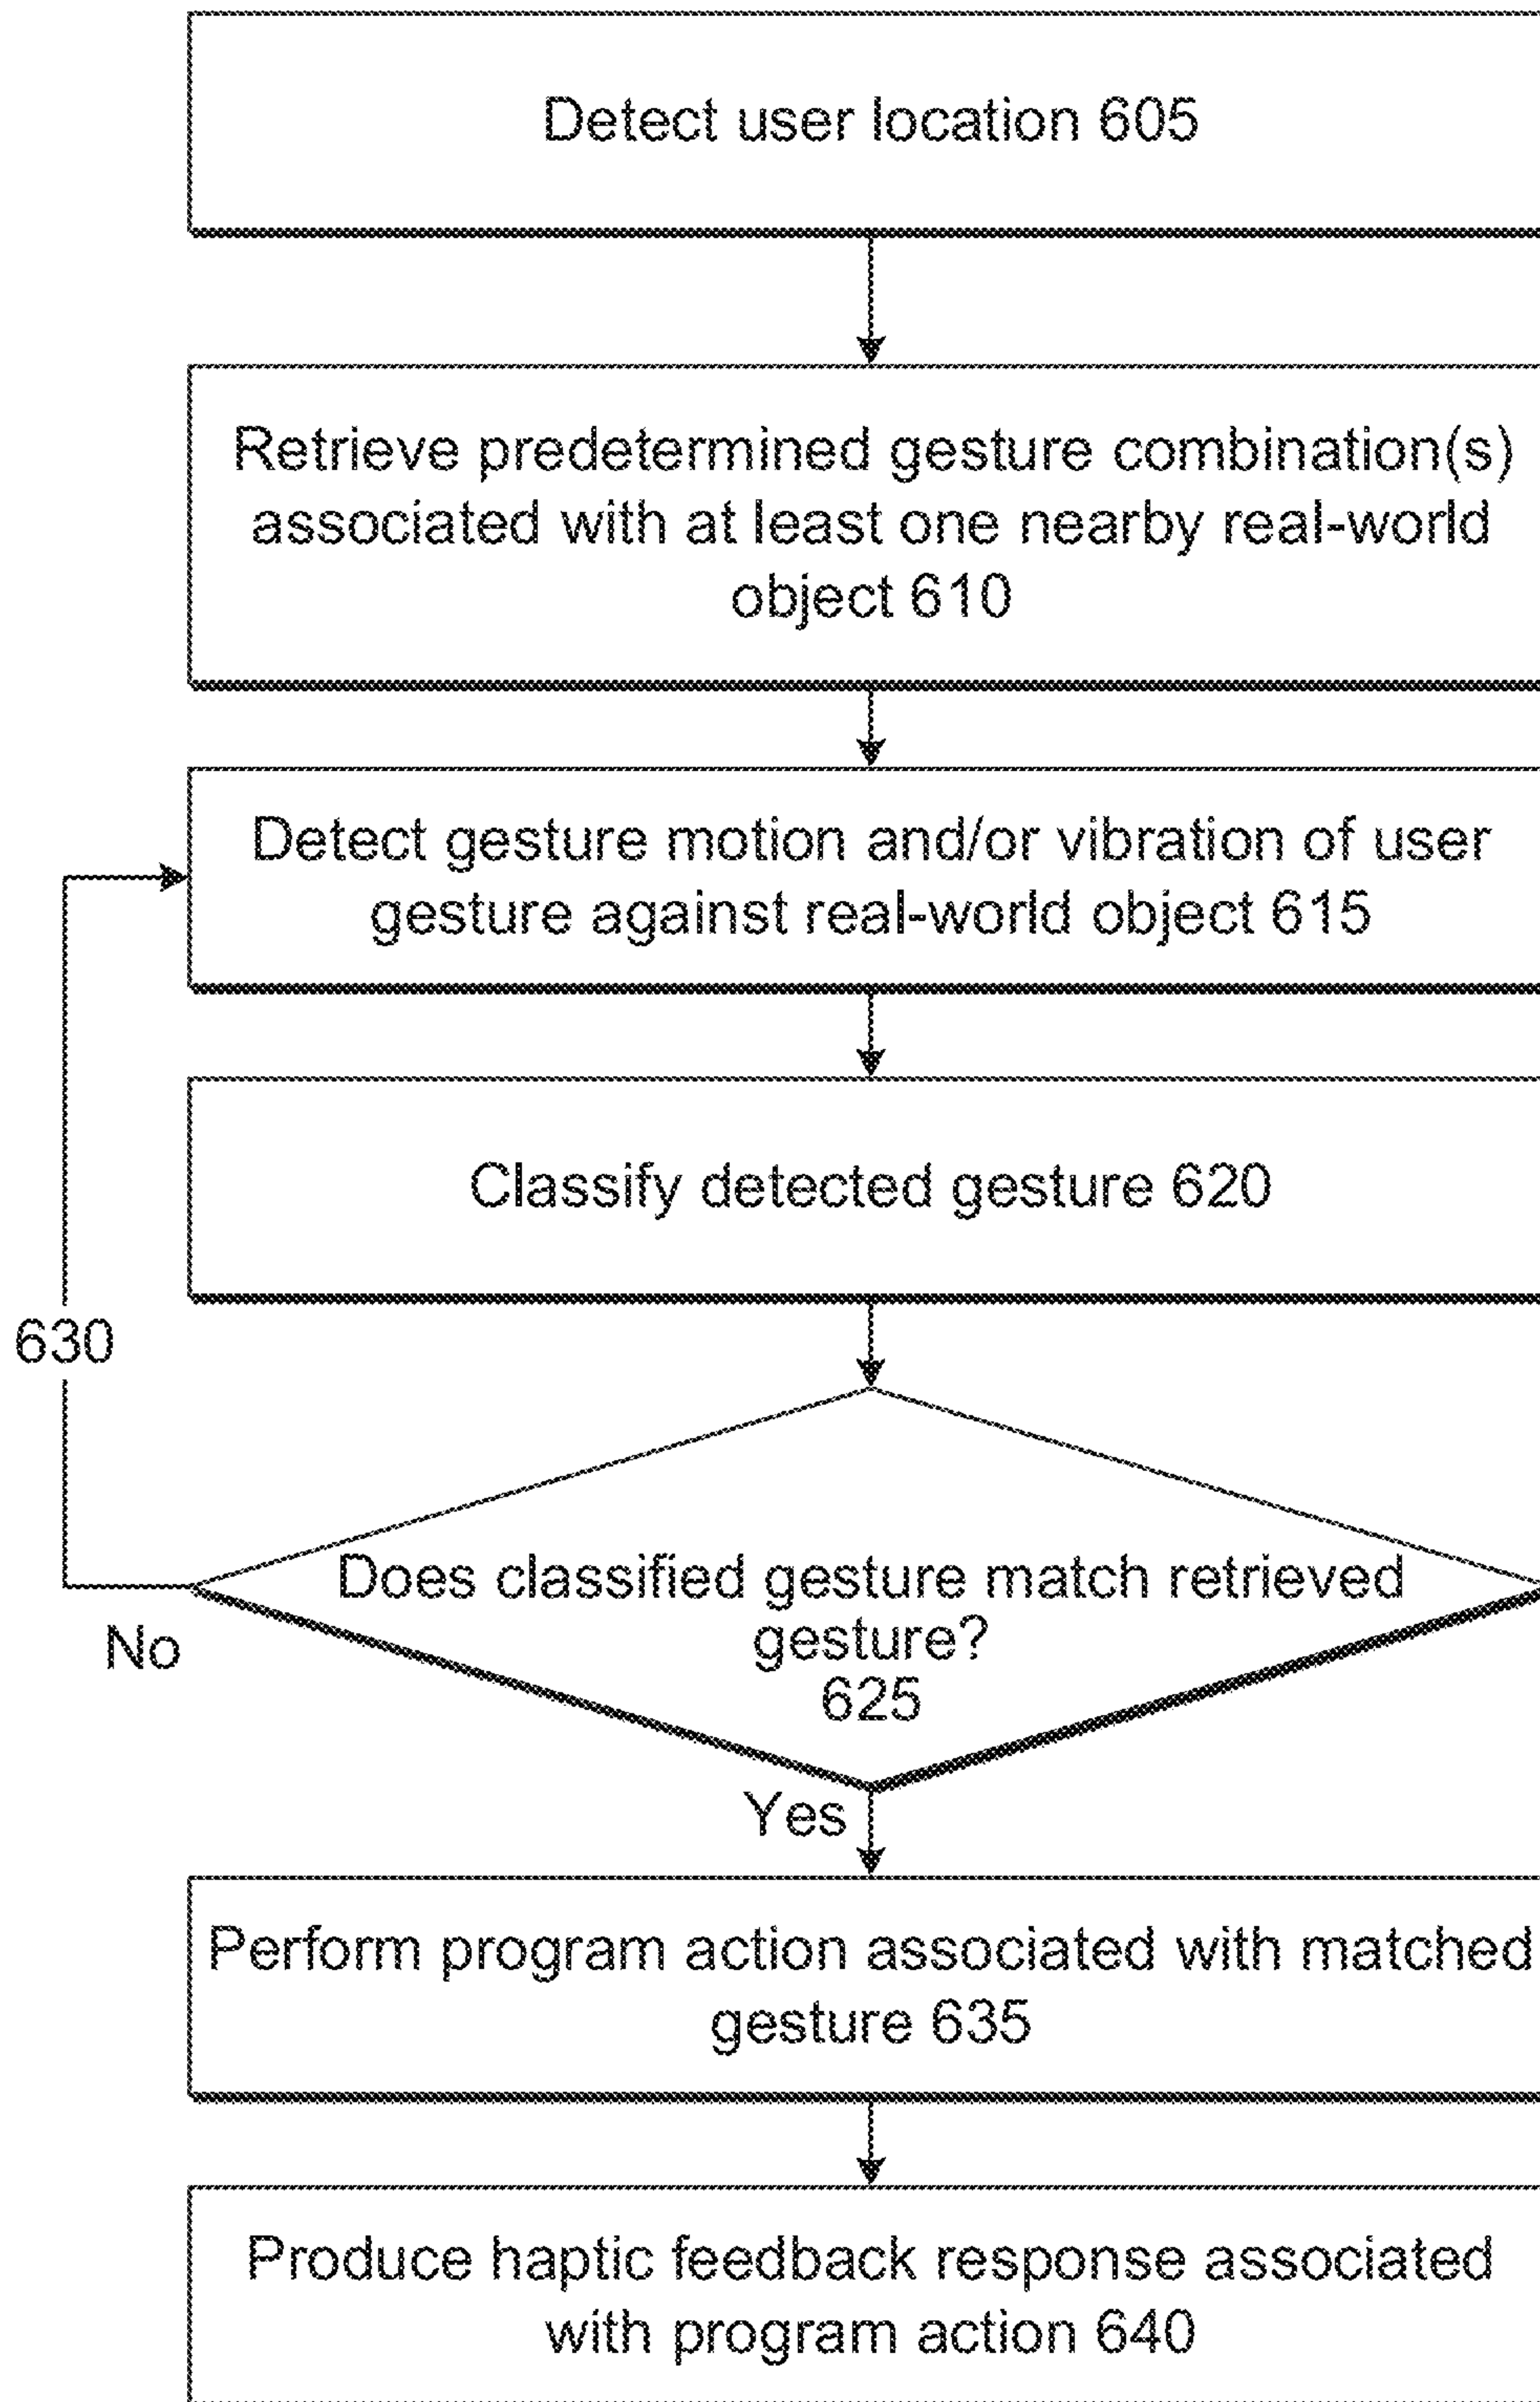 Detect user location 605
Retrieve predetermined gesture combination(s)
associated with at least one nearby real-world
object 610
Detect gesture motion and/or vibration of user
gesture against real-world object 615
Classify detected gesture 620
630
Does classified gesture match retrieved
gesture?
625
No
Yes
Perform program action associated with matched
gesture 635
Produce haptic feedback response associated
with program action 640